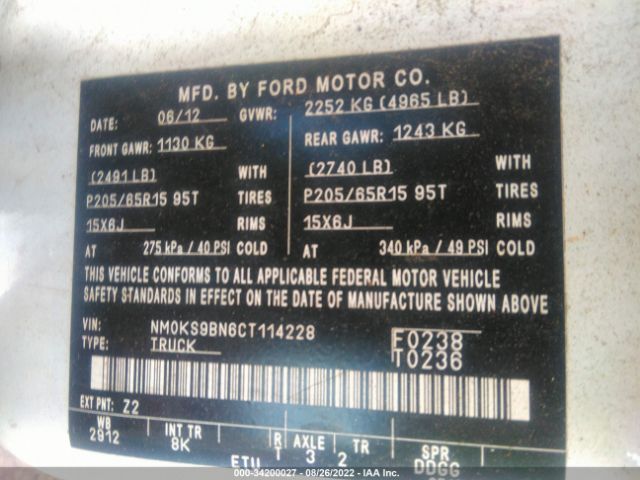 MFD. BY FORD MOTOR CO.
DATE: 06/12 GVWR: 2252 KG (4965 LB)
FRONT GAWR: 1130 KG REAR GAWR: 1243 KG
(2491 LB) WITH (2740 LB) WITH
P205/65R15 95T TIRES P205/65R15 95T TIRES
15X6J RIMS 15X6J RIMS
AT 275 kPa / 40 PSI COLD AT 340 kPa / 49 PSI COLD
THIS VEHICLE CONFORMS TO ALL APPLICABLE FEDERAL MOTOR VEHICLE
SAFETY STANDARDS IN EFFECT ON THE DATE OF MANUFACTURE SHOWN ABOVE
VIN: NM0KS9BN6CT114228 F0238
TYPE: TRUCK T0236
EXT PNT: Z2
WB INT TR R AXLE TR SPR
2912 8K T 3 2 DDGG
000-34200027 - 08/26/2022 - IAA Inc.